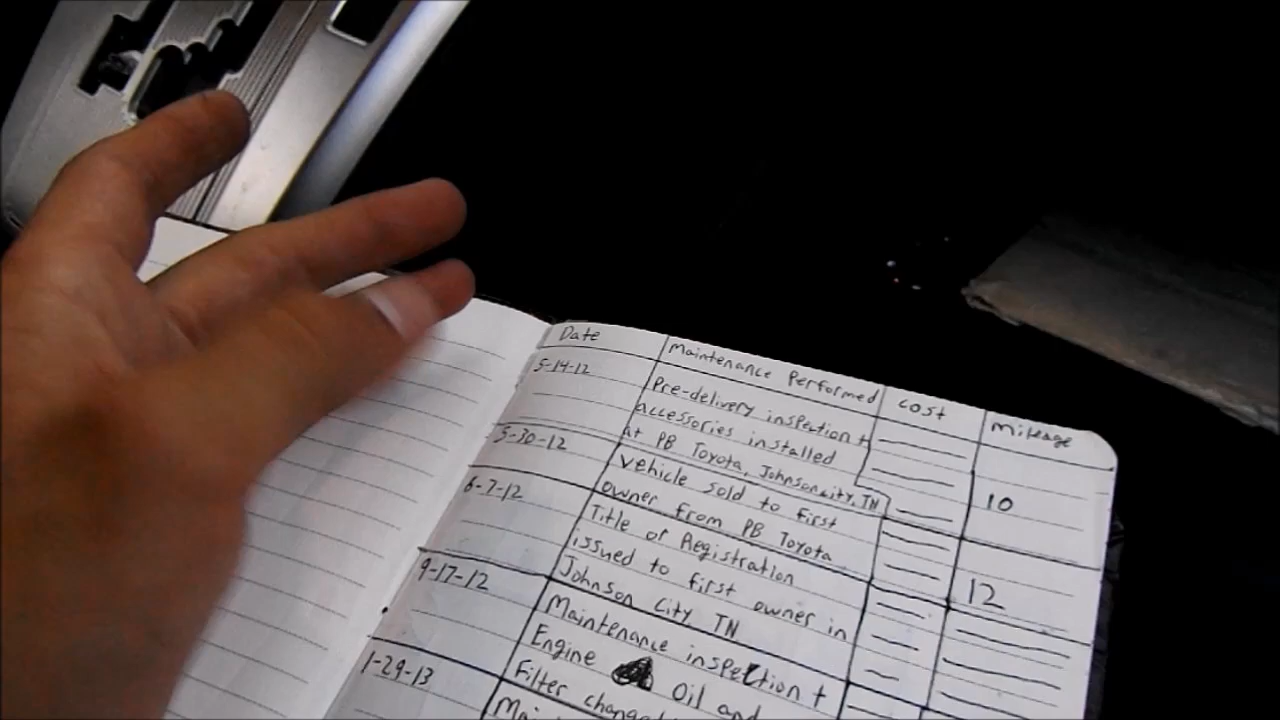 Date Maintenance Performed cost Mileage
5-14-12 Pre-delivery inspection + 
accessories installed
at PB Toyota, Johnson city, TN 10
5-30-12 vehicle sold to first
owner from PB Toyota 12
6-7-12 Title of Registration
issued to first owner in
Johnson City, TN
9-17-12 Maintenance inspection +
Engine Oil and
Filter changed
1-29-13